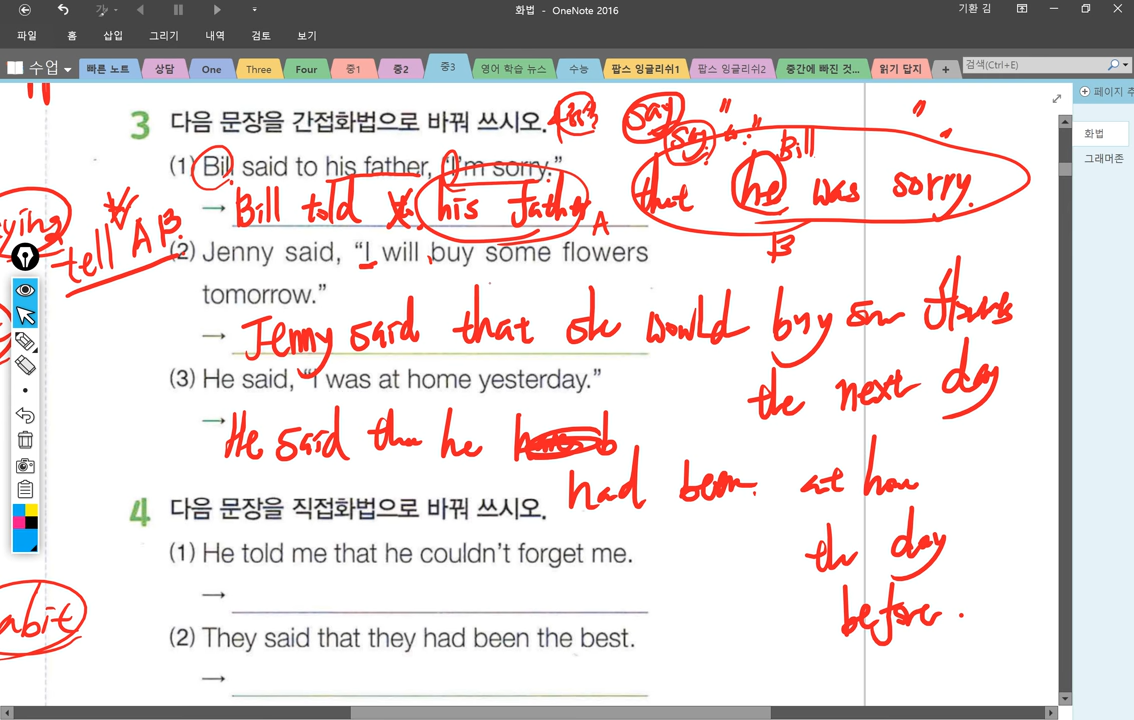 화법 - OneNote 2016
기환 김
파일 홈 삽입 그리기 내역 검토 보기
수업 빠른 노트 상담 One Three Four 중1 중2 중3 영어 학습 뉴스 수능 팝스 잉글리쉬1 팝스 잉글리쉬2 중간에 빠진 것... 읽기 답지 + 검색(Ctrl+E)
페이지 추
화법
그래머존
3 다음 문장을 간접화법으로 바꿔 쓰시오. say " "
say " " Bill
(1) Bill said to his father, “I’m sorry.”
→ Bill told his father A that he was sorry. B
tell A B.
(2) Jenny said, “I will buy some flowers
tomorrow.”
→ Jenny said that she would buy some flowers
the next day
(3) He said, “I was at home yesterday.”
→ He said that he
had been at home
the day
before.
4 다음 문장을 직접화법으로 바꿔 쓰시오.
(1) He told me that he couldn’t forget me.
→
abit
(2) They said that they had been the best.
→